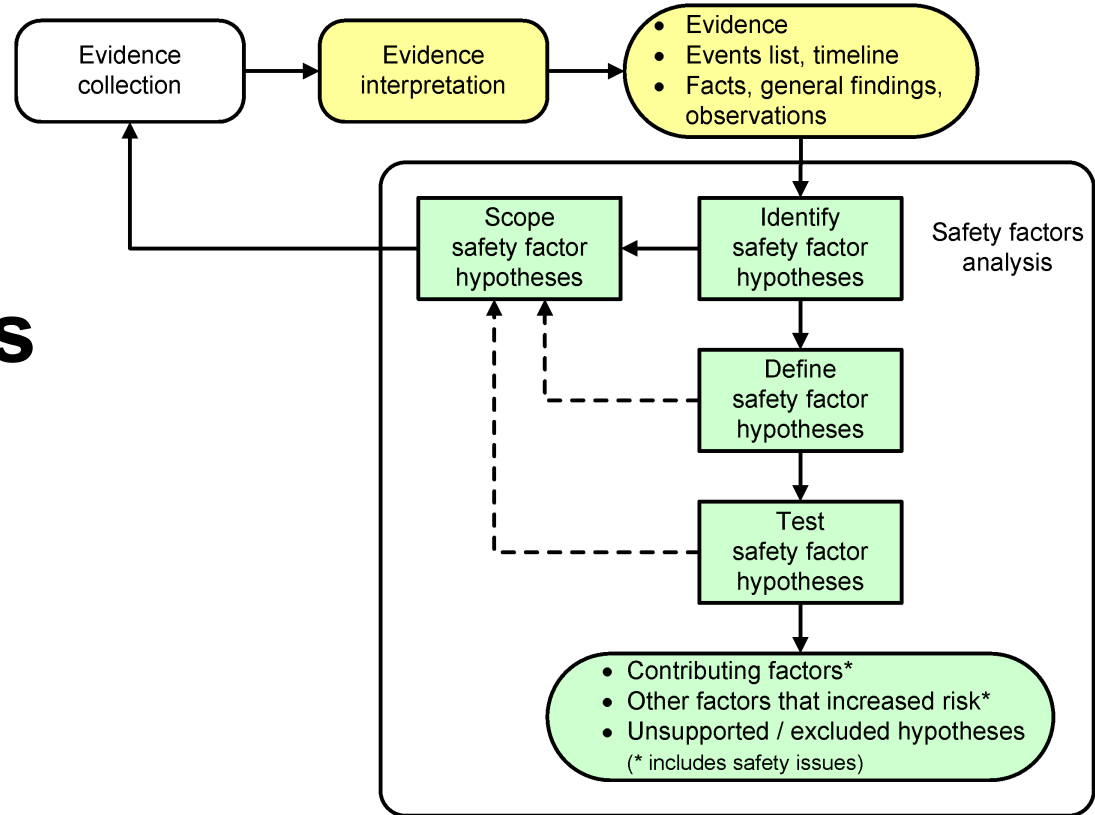 Evidence
collection
Evidence
interpretation
• Evidence
• Events list, timeline
• Facts, general findings,
observations
Scope
safety factor
hypotheses
Identify
safety factor
hypotheses
Safety factors
analysis
s
Define
safety factor
hypotheses
Test
safety factor
hypotheses
• Contributing factors*
• Other factors that increased risk*
• Unsupported / excluded hypotheses
(* includes safety issues)